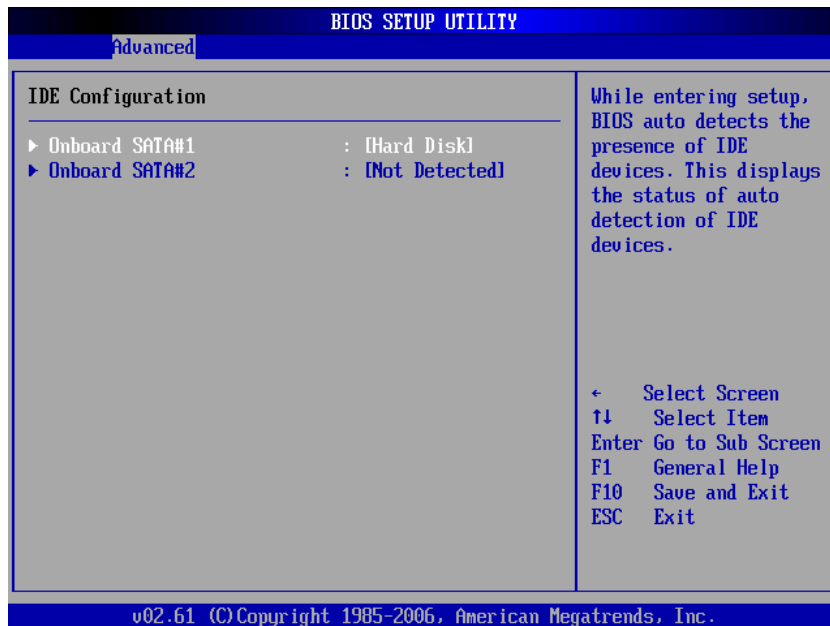 BIOS SETUP UTILITY
Advanced
IDE Configuration
▶ Onboard SATA#1 : [Hard Disk]
▶ Onboard SATA#2 : [Not Detected]
While entering setup,
BIOS auto detects the
presence of IDE
devices. This displays
the status of auto
detection of IDE
devices.
← Select Screen
↑↓ Select Item
Enter Go to Sub Screen
F1 General Help
F10 Save and Exit
ESC Exit
v02.61 (C)Copyright 1985-2006, American Megatrends, Inc.